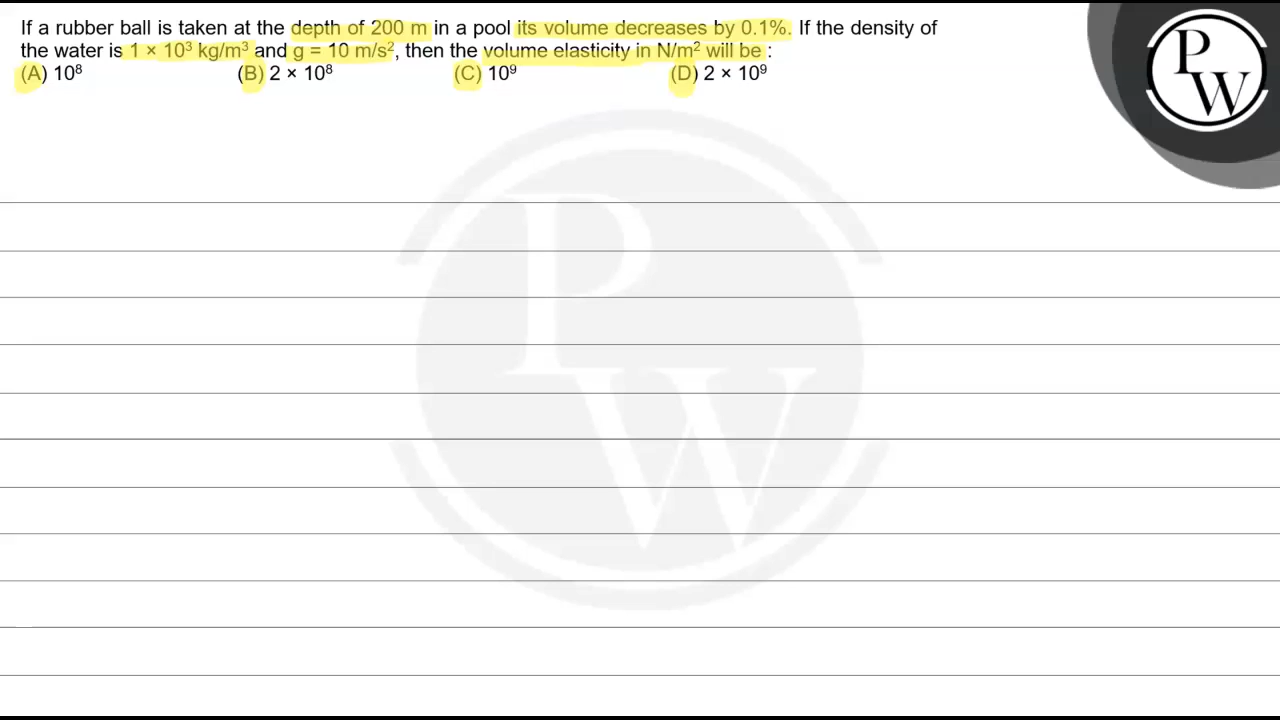 If a rubber ball is taken at the depth of 200 m in a pool its volume decreases by 0.1%. If the density of
the water is 1 × 10³ kg/m³ and g = 10 m/s², then the volume elasticity in N/m² will be :
(A) 10⁸ (B) 2 × 10⁸ (C) 10⁹ (D) 2 × 10⁹
P
W
P
W